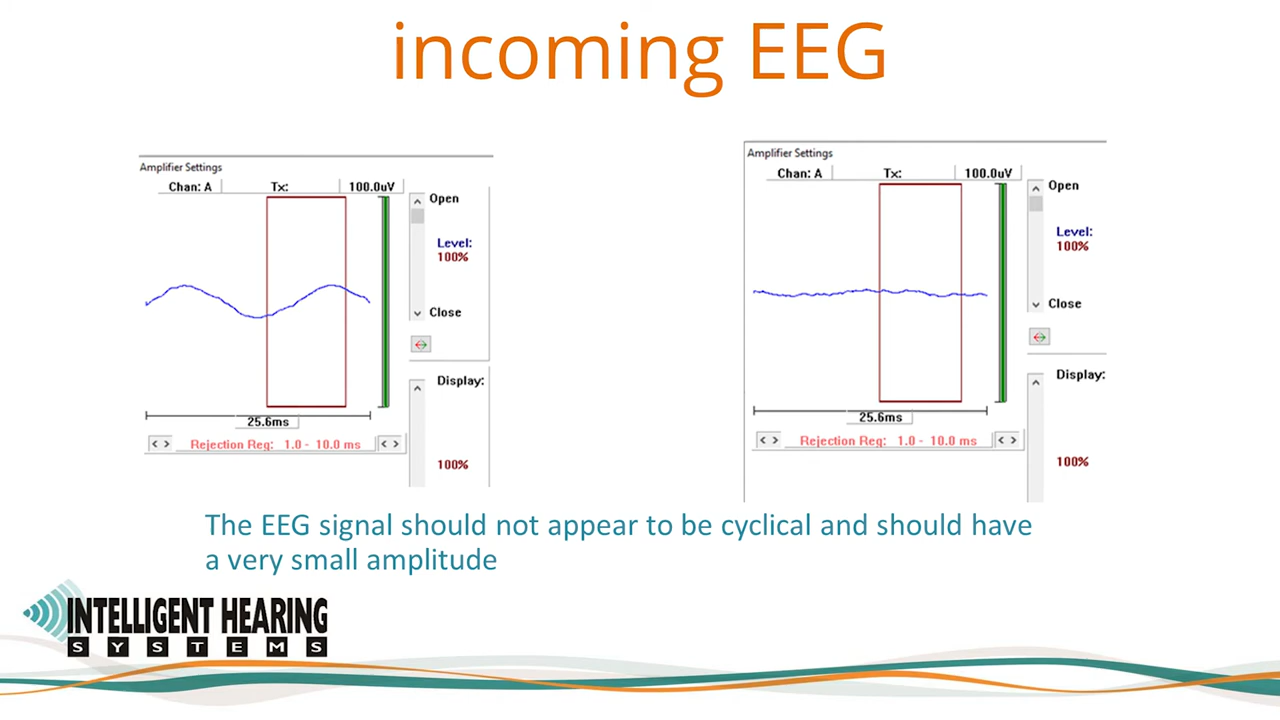 incoming EEG
Amplifier Settings
Chan: A Tx: 100.0uV
Open
Level:
100%
Close
25.6ms
Rejection Reg: 1.0 - 10.0 ms
Display:
100%
Amplifier Settings
Chan: A Tx: 100.0uV
Open
Level:
100%
Close
25.6ms
Rejection Reg: 1.0 - 10.0 ms
Display:
100%
The EEG signal should not appear to be cyclical and should have
a very small amplitude
INTELLIGENT HEARING
SYSTEMS